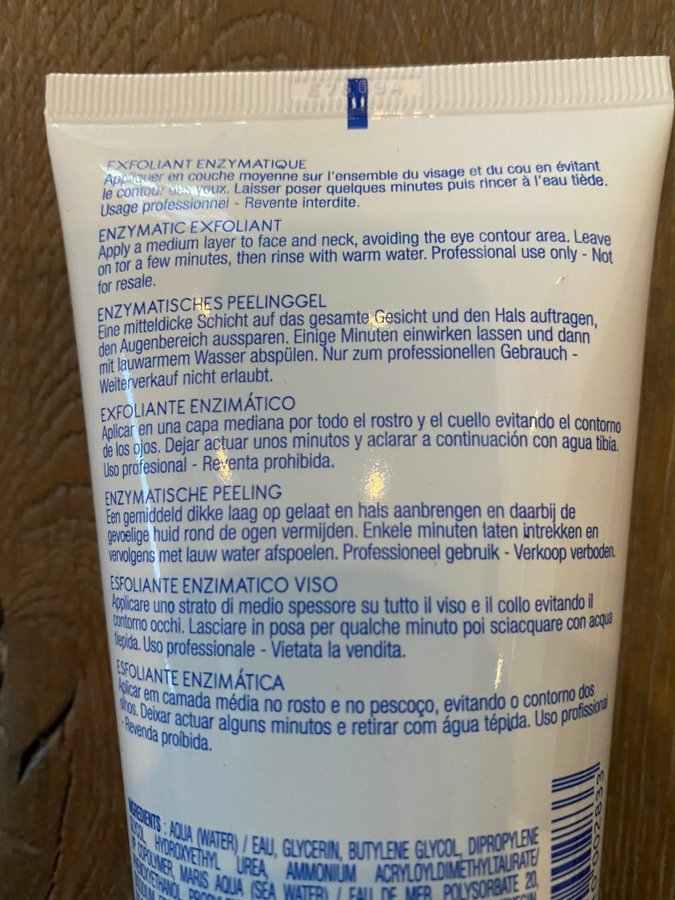 EXFOLIANT ENZYMATIQUE
Appliquer en couche moyenne sur l'ensemble du visage et du cou en évitant
le contour des yeux. Laisser poser quelques minutes puis rincer à l'eau tiède.
Usage professionnel - Revente interdite.
ENZYMATIC EXFOLIANT
Apply a medium layer to face and neck, avoiding the eye contour area. Leave
on for a few minutes, then rinse with warm water. Professional use only - Not
for resale.
ENZYMATISCHES PEELINGGEL
Eine mitteldicke Schicht auf das gesamte Gesicht und den Hals auftragen,
den Augenbereich aussparen. Einige Minuten einwirken lassen und dann
mit lauwarmem Wasser abspülen. Nur zum professionellen Gebrauch -
Weiterverkauf nicht erlaubt.
EXFOLIANTE ENZIMÁTICO
Aplicar en una capa mediana por todo el rostro y el cuello evitando el contorno
de los ojos. Dejar actuar unos minutos y aclarar a continuación con agua tibia.
Uso profesional - Reventa prohibida.
ENZYMATISCHE PEELING
Een gemiddeld dikke laag op gelaat en hals aanbrengen en daarbij de
gevoelige huid rond de ogen vermijden. Enkele minuten laten intrekken en
vervolgens met lauw water afspoelen. Professioneel gebruik - Verkoop verboden.
ESFOLIANTE ENZIMATICO VISO
Applicare uno strato di medio spessore su tutto il viso e il collo evitando il
contorno occhi. Lasciare in posa per qualche minuto poi sciacquare con acqua
tiepida. Uso professionale - Vietata la vendita.
ESFOLIANTE ENZIMÁTICA
Aplicar em camada média no rosto e no pescoço, evitando o contorno dos
olhos. Deixar actuar alguns minutos e retirar com água tépida. Uso profissional
- Revenda proibida.
INGREDIENTS : AQUA (WATER) / EAU, GLYCERIN, BUTYLENE GLYCOL, DIPROPYLENE
GLYCOL, HYDROXYETHYL UREA, AMMONIUM ACRYLOYLDIMETHYLTAURATE/
VP COPOLYMER, MARIS AQUA (SEA WATER) / EAU DE MER, POLYSORBATE 20,